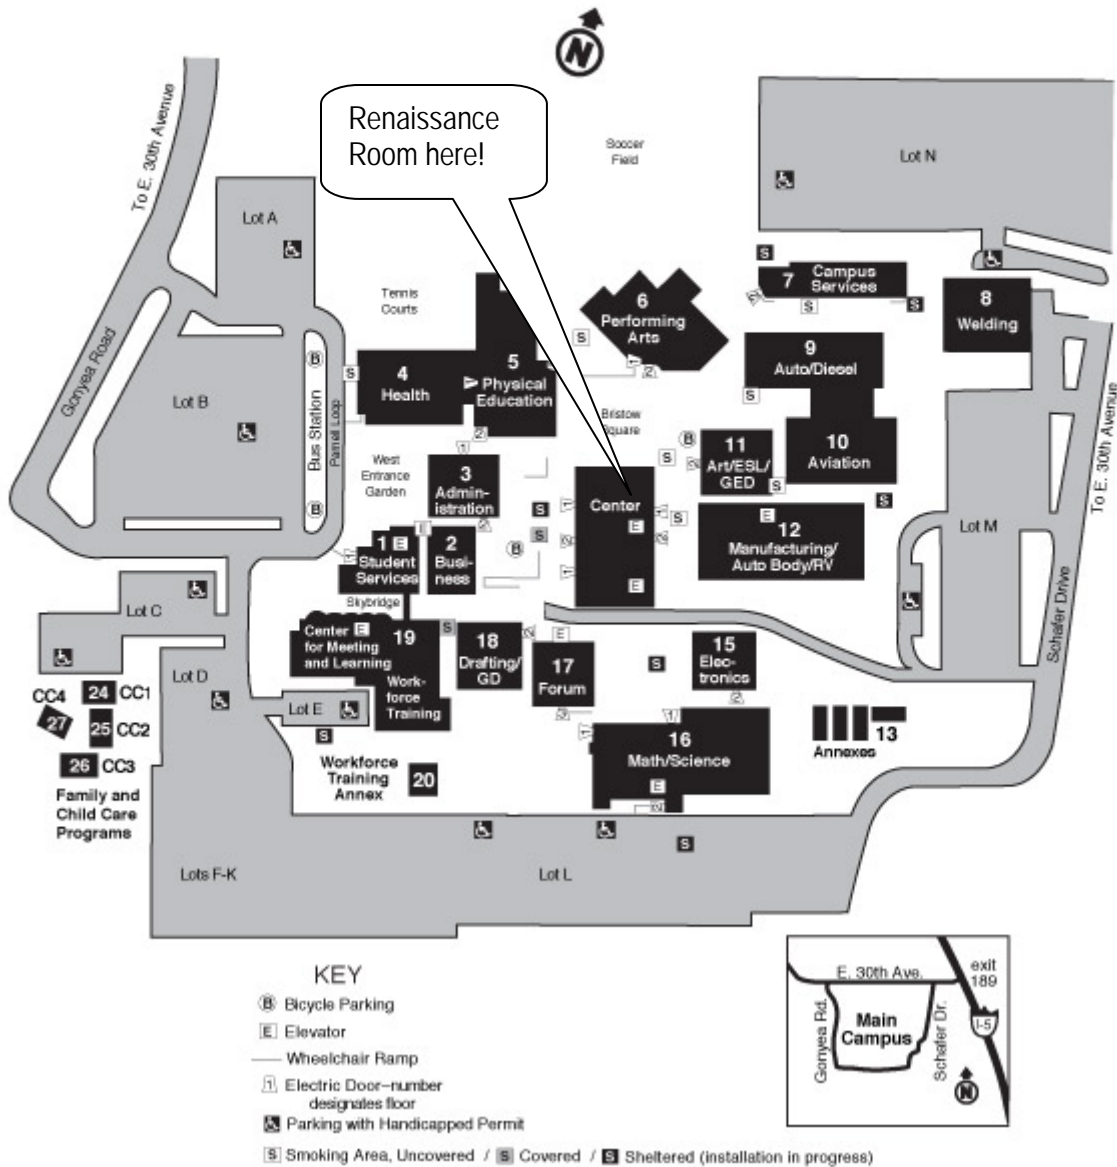 N
To E. 30th Avenue
Renaissance
Room here!
Soccer
Field
Lot N
Lot A
Tennis
Courts
6
Performing
Arts
7 Campus
Services
8
Welding
Gonyea Road
Lot B
B
Bus Station
B
Parnell Loop
4
Health
5
Physical
Education
9
Auto/Diesel
Bristow
Square
10
Aviation
11
Art/ESL/
GED
West
Entrance
Garden
3
Admin-
istration
Center
12
Manufacturing/
Auto Body/RV
Lot M
To E. 30th Avenue
Schafer Drive
1
Student
Services
2
Busi-
ness
Skybridge
Lot C
Center
for Meeting
and Learning
19
Work-
force
Training
18
Drafting/
GD
17
Forum
15
Elec-
tronics
Lot D
CC4
24 CC1
27
25 CC2
26 CC3
Family and
Child Care
Programs
Lot E
Workforce
Training
Annex
20
16
Math/Science
13
Annexes
Lots F-K
Lot L
KEY
B Bicycle Parking
E Elevator
Wheelchair Ramp
1 Electric Door–number
designates floor
Parking with Handicapped Permit
S Smoking Area, Uncovered / S Covered / S Sheltered (installation in progress)
E. 30th Ave.
exit
189
I-5
Gonyea Rd.
Main
Campus
Schafer Dr.
N